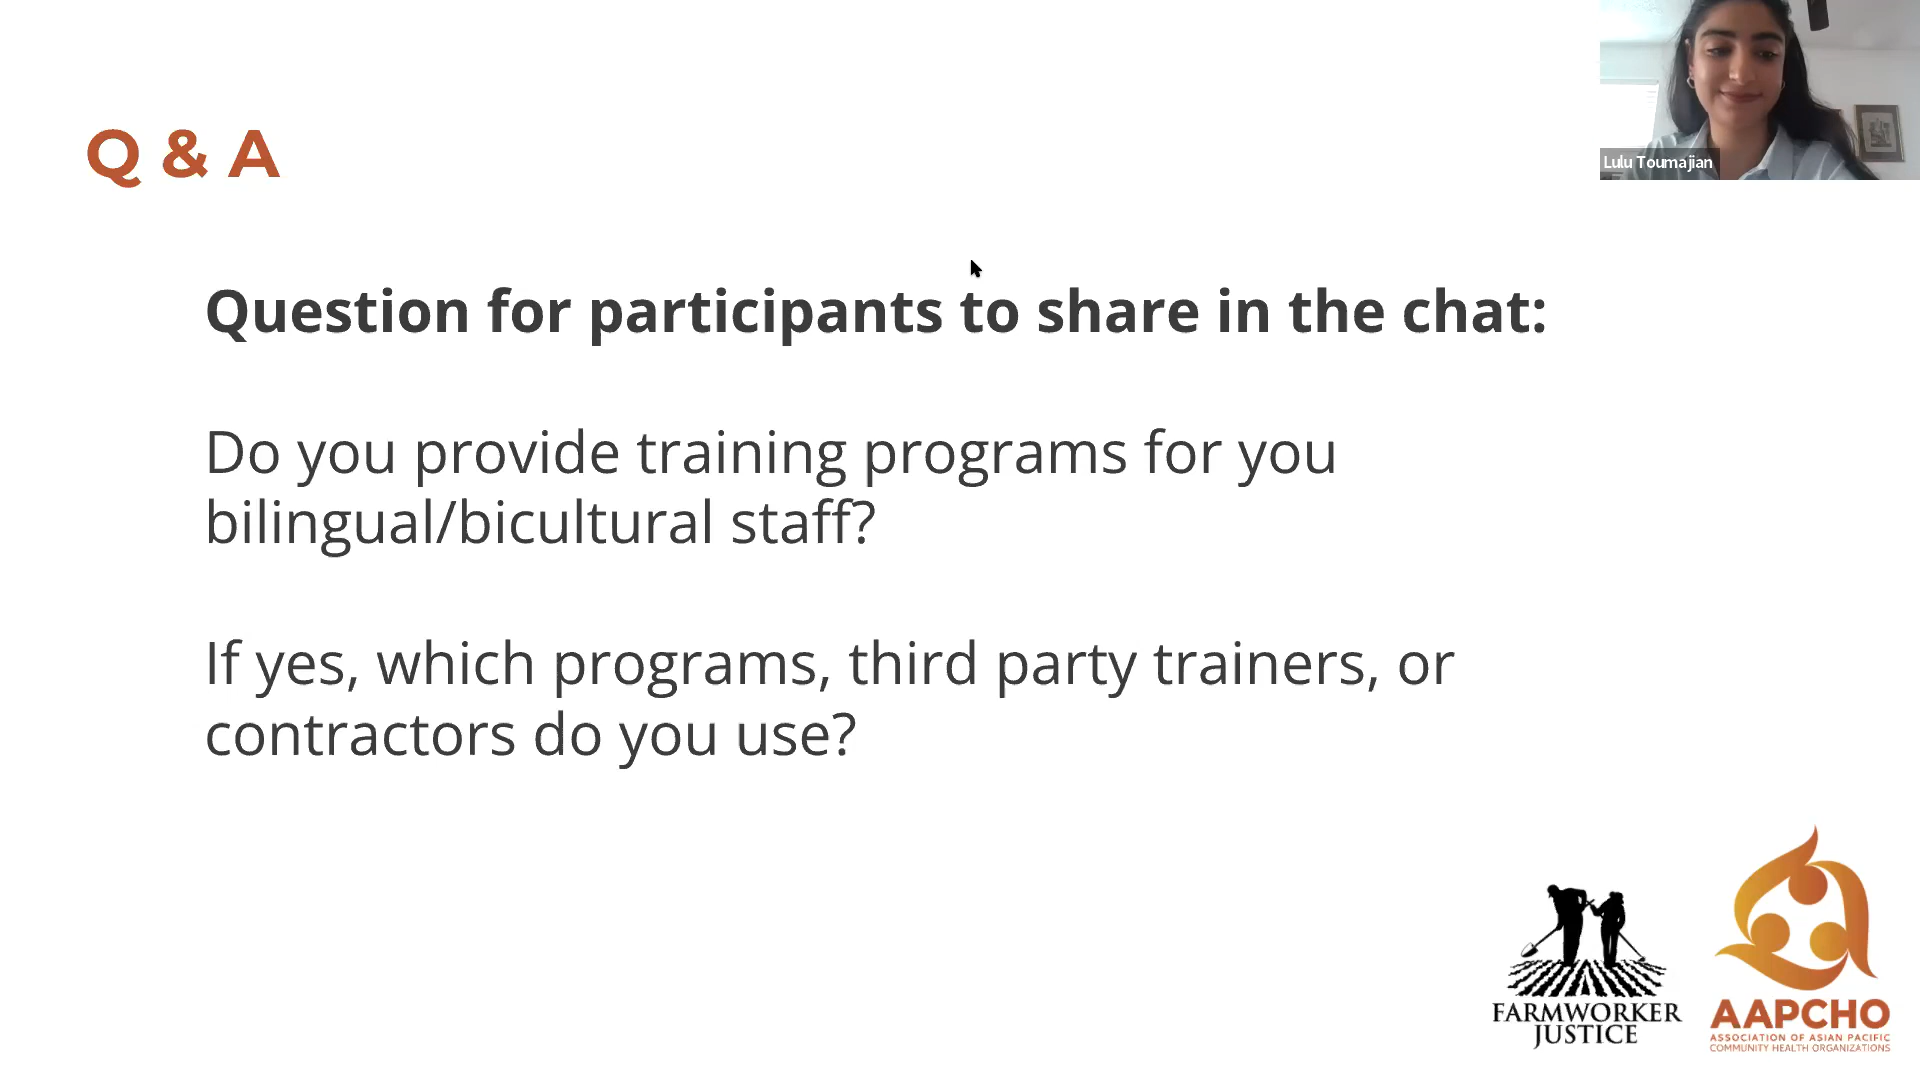 Q & A
Lulu Toumajian
Question for participants to share in the chat:
Do you provide training programs for you
bilingual/bicultural staff?
If yes, which programs, third party trainers, or
contractors do you use?
FARMWORKER
JUSTICE
AAPCHO
ASSOCIATION OF ASIAN PACIFIC
COMMUNITY HEALTH ORGANIZATIONS